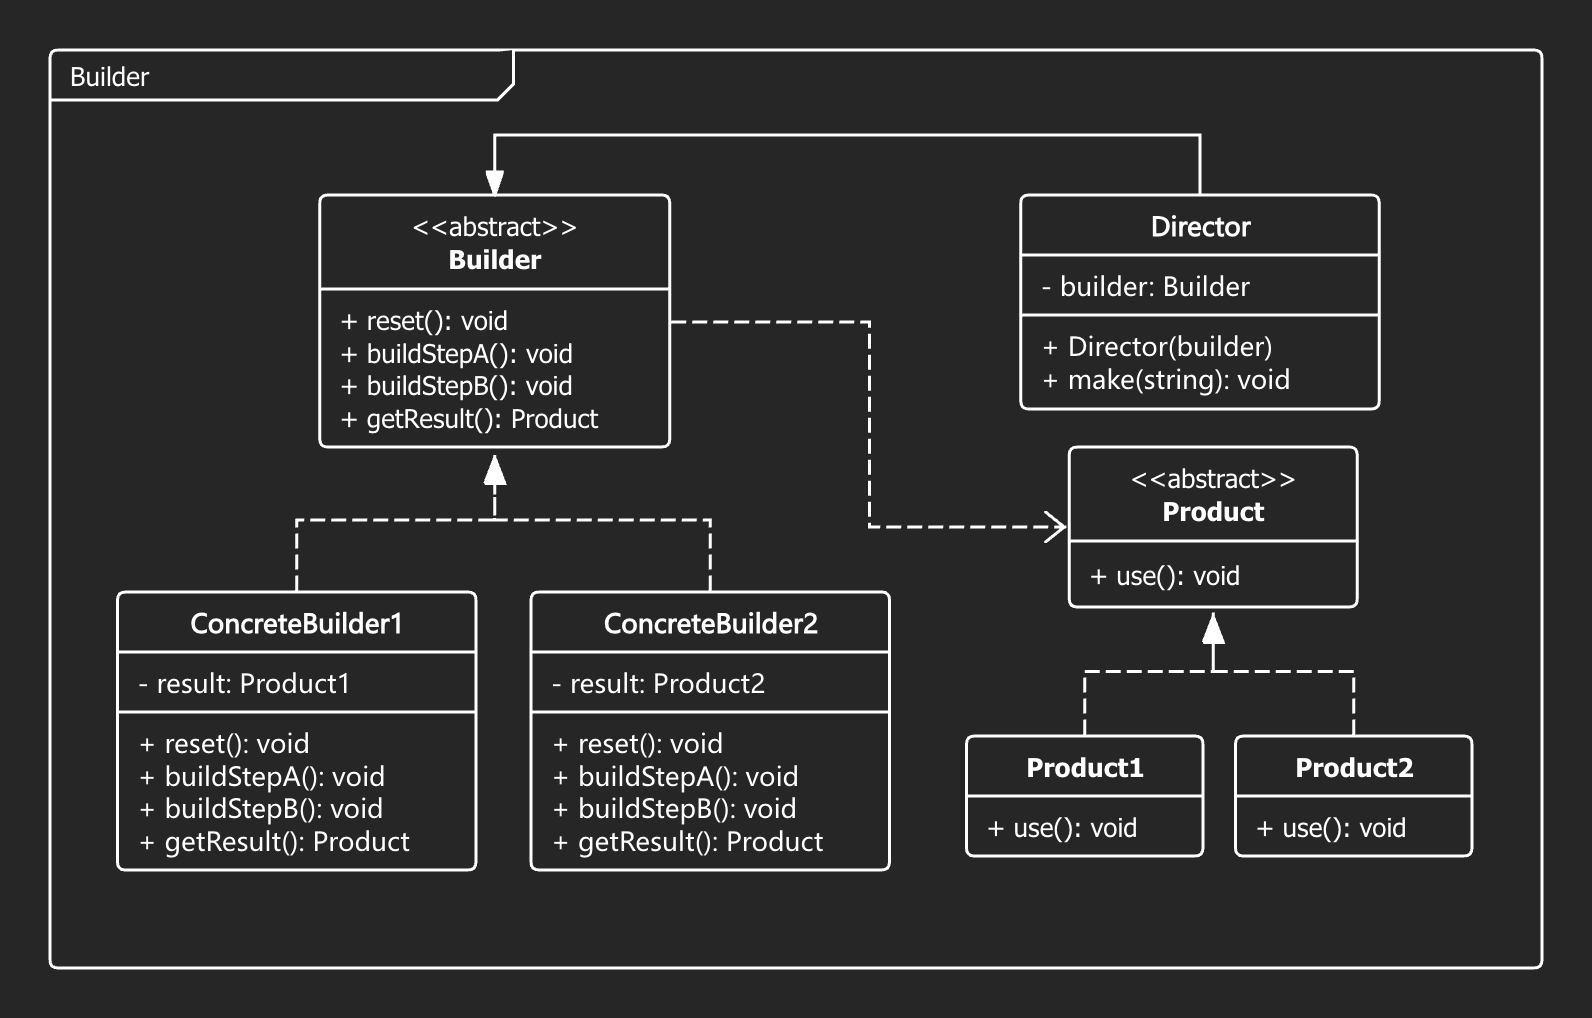 Builder
<<abstract>>
Builder
+ reset(): void
+ buildStepA(): void
+ buildStepB(): void
+ getResult(): Product
Director
- builder: Builder
+ Director(builder)
+ make(string): void
<<abstract>>
Product
+ use(): void
ConcreteBuilder1
- result: Product1
+ reset(): void
+ buildStepA(): void
+ buildStepB(): void
+ getResult(): Product
ConcreteBuilder2
- result: Product2
+ reset(): void
+ buildStepA(): void
+ buildStepB(): void
+ getResult(): Product
Product1
+ use(): void
Product2
+ use(): void